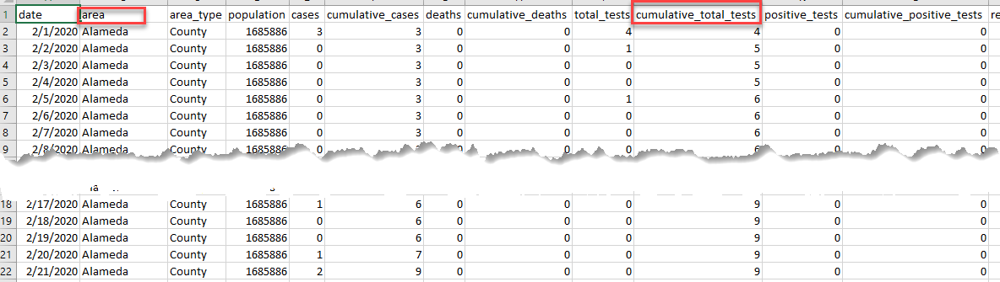 1 date area area_type population cases cumulative_cases deaths cumulative_deaths total_tests cumulative_total_tests positive_tests cumulative_positive_tests re
2 2/1/2020 Alameda County 1685886 3 3 0 0 4 4 0 0
3 2/2/2020 Alameda County 1685886 0 3 0 0 1 5 0 0
4 2/3/2020 Alameda County 1685886 0 3 0 0 0 5 0 0
5 2/4/2020 Alameda County 1685886 0 3 0 0 0 5 0 0
6 2/5/2020 Alameda County 1685886 0 3 0 0 1 6 0 0
7 2/6/2020 Alameda County 1685886 0 3 0 0 0 6 0 0
8 2/7/2020 Alameda County 1685886 0 3 0 0 0 6 0 0
9 2/8/2020 Alameda County 1685886 0 0 0 0 6 0 0
18 2/17/2020 Alameda County 1685886 1 6 0 0 0 9 0 0
19 2/18/2020 Alameda County 1685886 0 6 0 0 0 9 0 0
20 2/19/2020 Alameda County 1685886 0 6 0 0 0 9 0 0
21 2/20/2020 Alameda County 1685886 1 7 0 0 0 9 0 0
22 2/21/2020 Alameda County 1685886 2 9 0 0 0 9 0 0